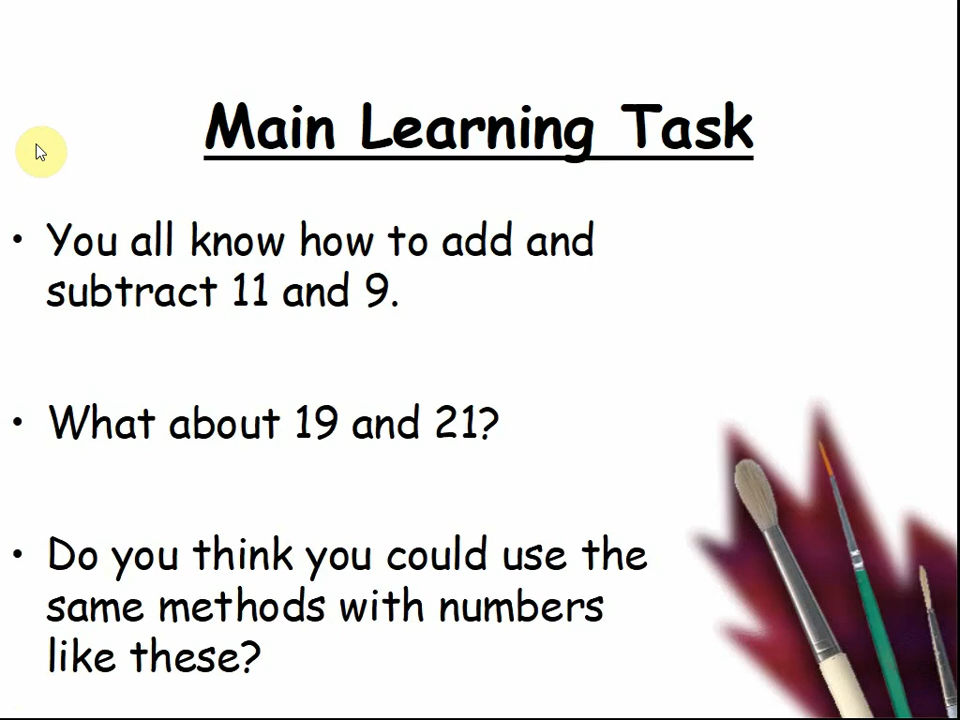 Main Learning Task
• You all know how to add and
subtract 11 and 9.
• What about 19 and 21?
• Do you think you could use the
same methods with numbers
like these?